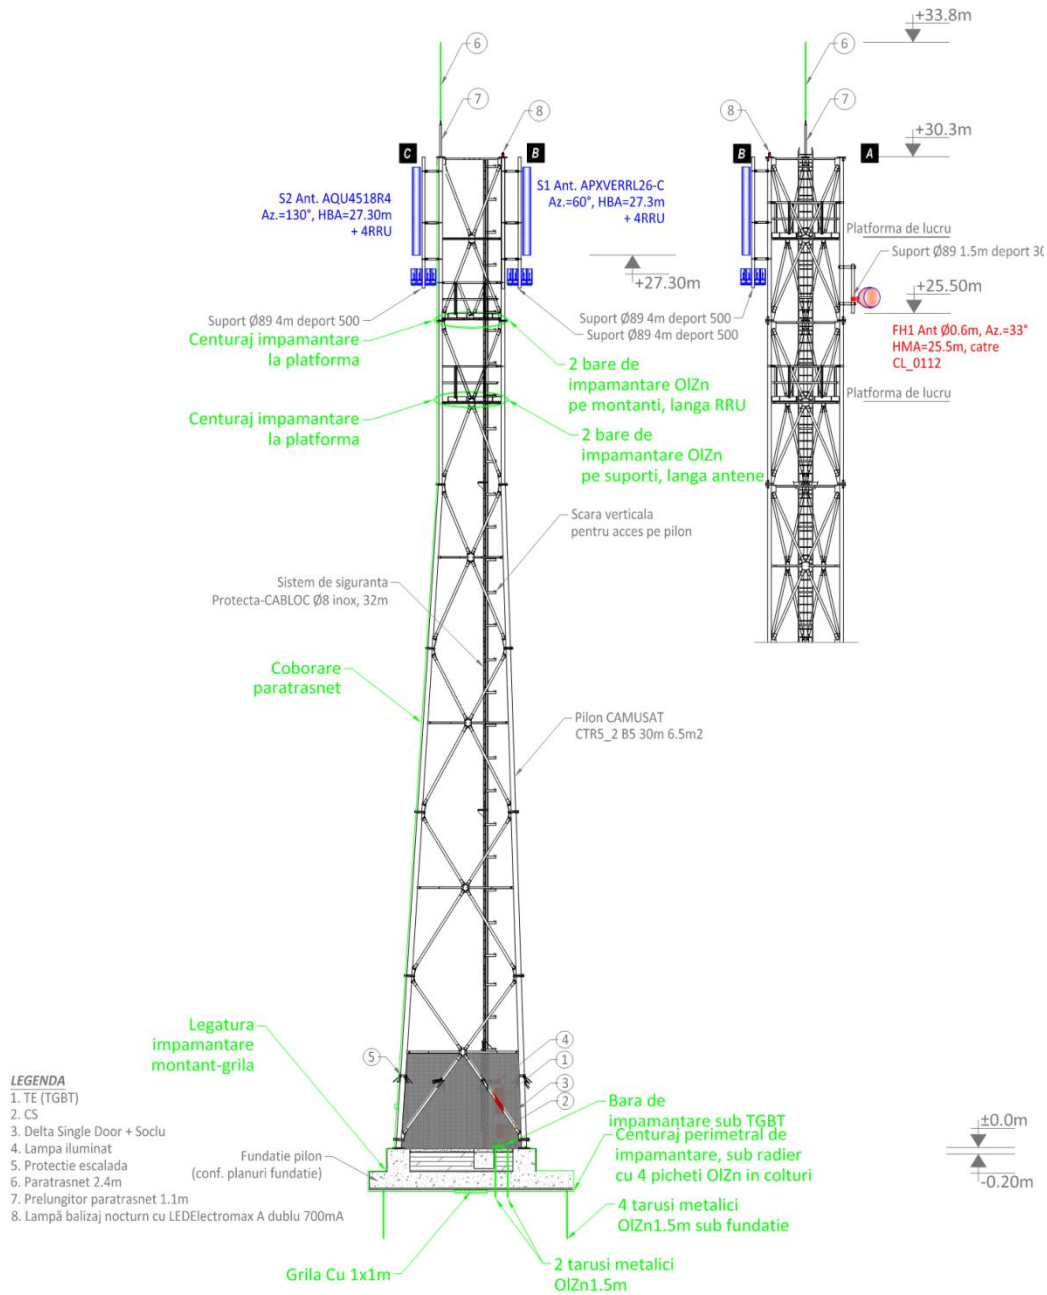 +33.8m
6
6
7
7
8
8
+30.3m
C
B
B
A
S2 Ant. AQU4518R4
Az.=130°, HBA=27.30m
+ 4RRU
S1 Ant. APXVERRL26-C
Az.=60°, HBA=27.3m
+ 4RRU
Platforma de lucru
Suport Ø89 1.5m deport 30
+27.30m
+25.50m
Suport Ø89 4m deport 500
Suport Ø89 4m deport 500
Suport Ø89 4m deport 500
Centuraj impamantare
la platforma
FH1 Ant Ø0.6m, Az.=33°
HMA=25.5m, catre
CL_0112
2 bare de
impamantare OlZn
pe montanti, langa RRU
Platforma de lucru
Centuraj impamantare
la platforma
2 bare de
impamantare OlZn
pe suporti, langa antene
Scara verticala
pentru acces pe pilon
Sistem de siguranta
Protecta-CABLOC Ø8 inox, 32m
Coborare
paratrasnet
Pilon CAMUSAT
CTR5_2 B5 30m 6.5m2
Legatura
impamantare
montant-grila
5
4
1
3
2
LEGENDA
1. TE (TGBT)
2. CS
3. Delta Single Door + Soclu
4. Lampa iluminat
5. Protectie escalada
6. Paratrasnet 2.4m
7. Prelungitor paratrasnet 1.1m
8. Lampă balizaj nocturn cu LEDElectromax A dublu 700mA
Fundatie pilon
(conf. planuri fundatie)
Bara de
impamantare sub TGBT
Centuraj perimetral de
impamantare, sub radier
cu 4 picheti OlZn in colturi
±0.0m
-0.20m
4 tarusi metalici
OlZn1.5m sub fundatie
Grila Cu 1x1m
2 tarusi metalici
OlZn1.5m